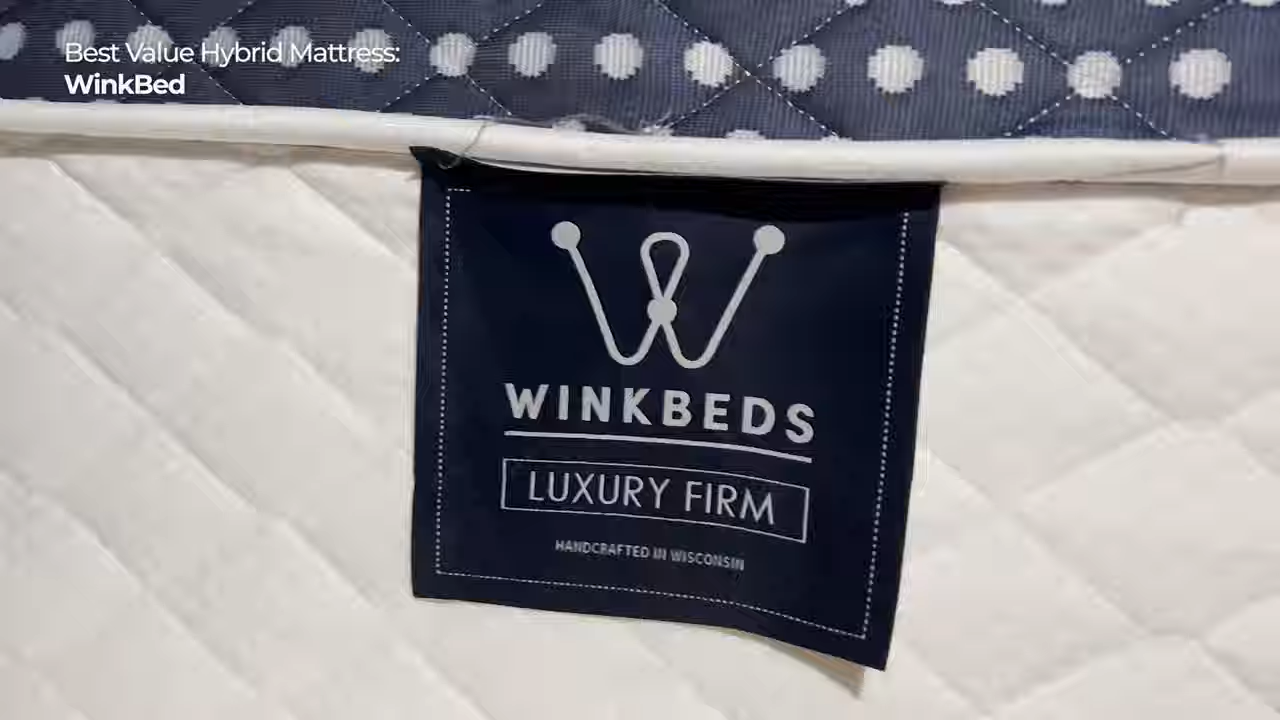 Best Value Hybrid Mattress:
WinkBed
WINKBEDS
LUXURY FIRM
HANDCRAFTED IN WISCONSIN